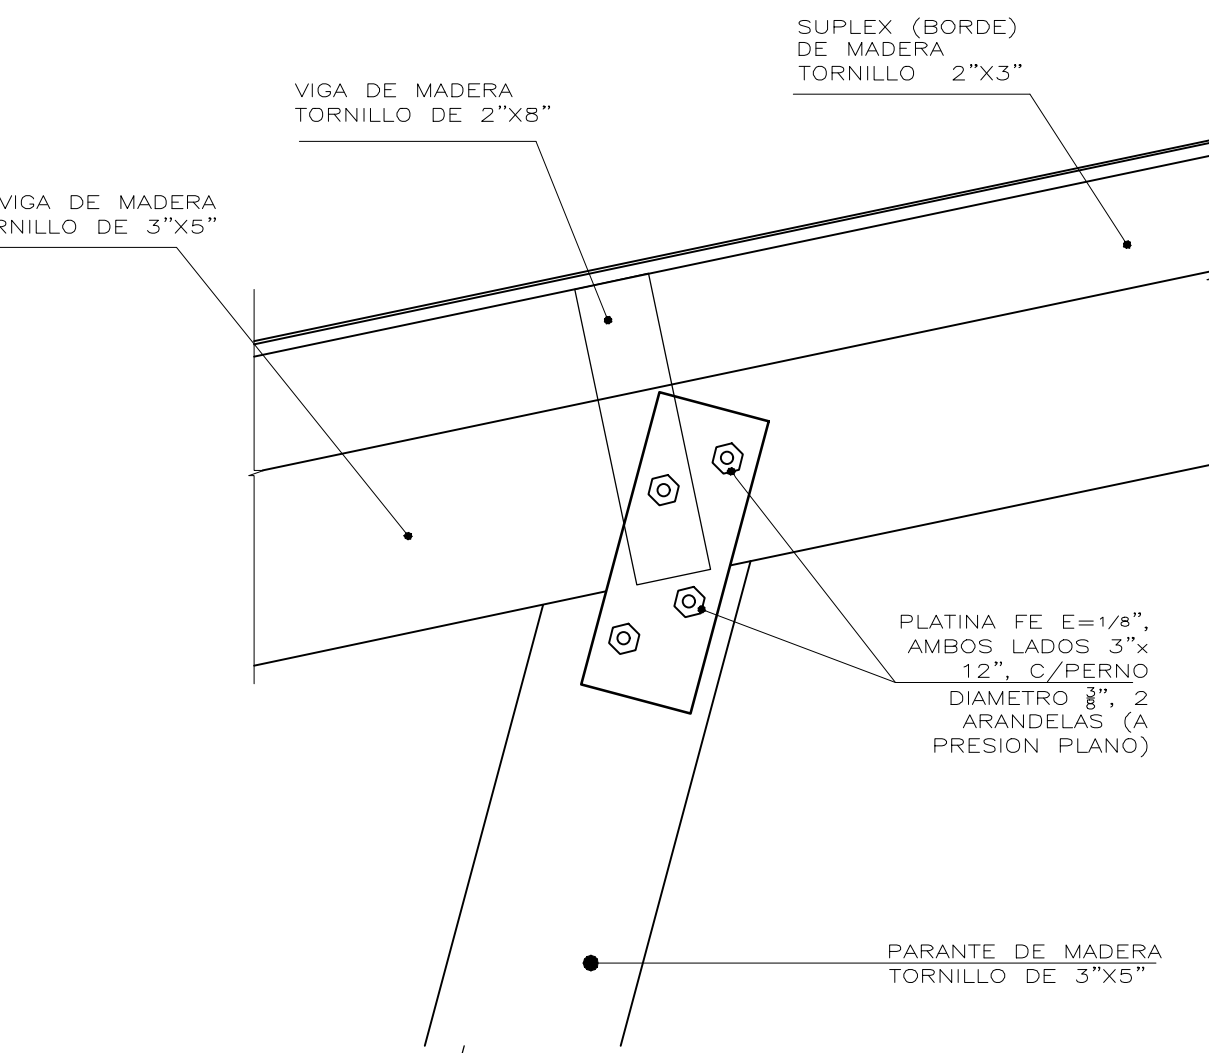 SUPLEX (BORDE)
DE MADERA
TORNILLO 2”X3”
VIGA DE MADERA
TORNILLO DE 2”X8”
VIGA DE MADERA
RNILLO DE 3”X5”
PLATINA FE E=1/8”,
AMBOS LADOS 3”x
12”, C/PERNO
DIAMETRO 3/8”, 2
ARANDELAS (A
PRESION PLANO)
PARANTE DE MADERA
TORNILLO DE 3”X5”